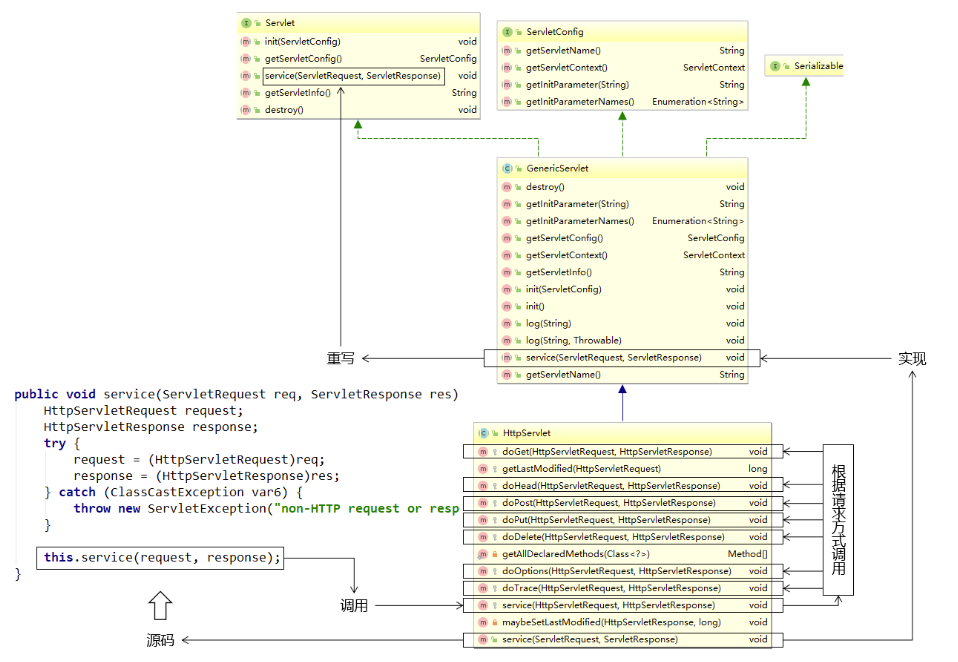 Servlet
init(ServletConfig) void
getServletConfig() ServletConfig
service(ServletRequest, ServletResponse) void
getServletInfo() String
destroy() void
ServletConfig
getServletName() String
getServletContext() ServletContext
getInitParameter(String) String
getInitParameterNames() Enumeration<String>
Serializable
GenericServlet
destroy() void
getInitParameter(String) String
getInitParameterNames() Enumeration<String>
getServletConfig() ServletConfig
getServletContext() ServletContext
getServletInfo() String
init(ServletConfig) void
init() void
log(String) void
log(String, Throwable) void
service(ServletRequest, ServletResponse) void
getServletName() String
重写
实现
public void service(ServletRequest req, ServletResponse res)
HttpServletRequest request;
HttpServletResponse response;
try {
request = (HttpServletRequest)req;
response = (HttpServletResponse)res;
} catch (ClassCastException var6) {
throw new ServletException("non-HTTP request or resp
}
this.service(request, response);
}
调用
源码
HttpServlet
doGet(HttpServletRequest, HttpServletResponse) void
getLastModified(HttpServletRequest) long
doHead(HttpServletRequest, HttpServletResponse) void
doPost(HttpServletRequest, HttpServletResponse) void
doPut(HttpServletRequest, HttpServletResponse) void
doDelete(HttpServletRequest, HttpServletResponse) void
getAllDeclaredMethods(Class<?>) Method[]
doOptions(HttpServletRequest, HttpServletResponse) void
doTrace(HttpServletRequest, HttpServletResponse) void
service(HttpServletRequest, HttpServletResponse) void
maybeSetLastModified(HttpServletResponse, long) void
service(ServletRequest, ServletResponse) void
根据请求方式调用